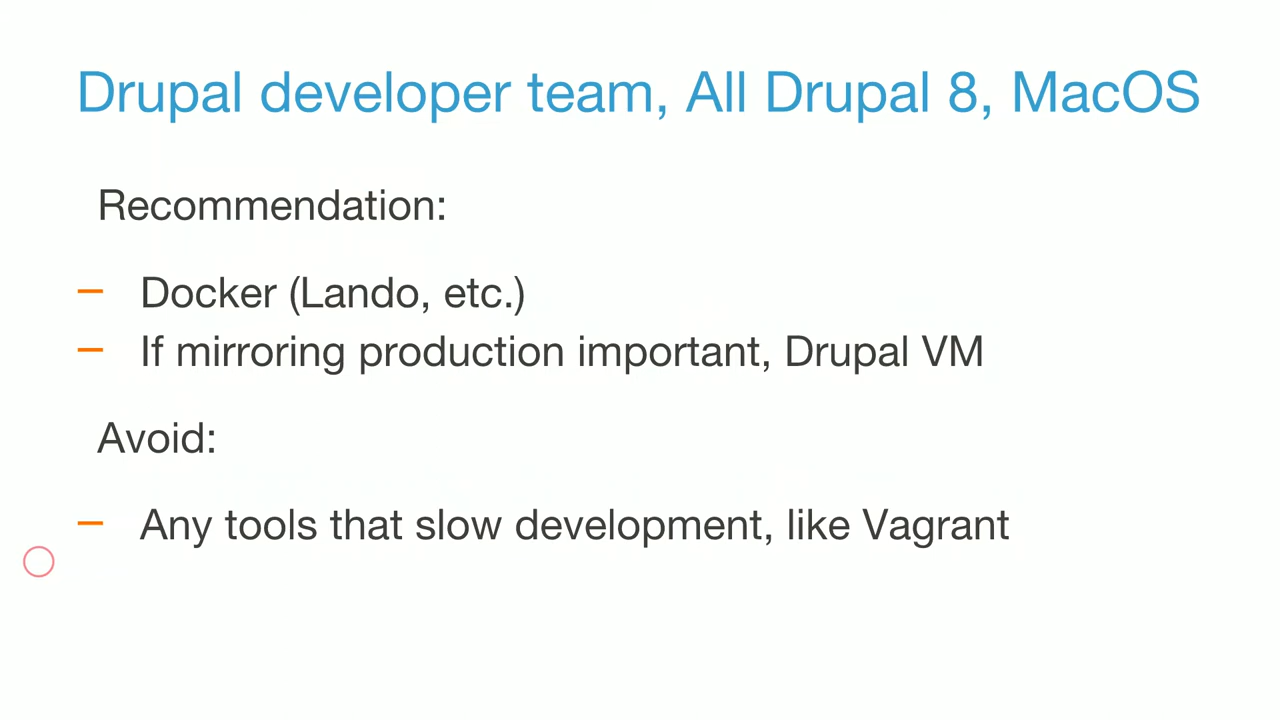 Drupal developer team, All Drupal 8, MacOS
Recommendation:
– Docker (Lando, etc.)
– If mirroring production important, Drupal VM
Avoid:
– Any tools that slow development, like Vagrant